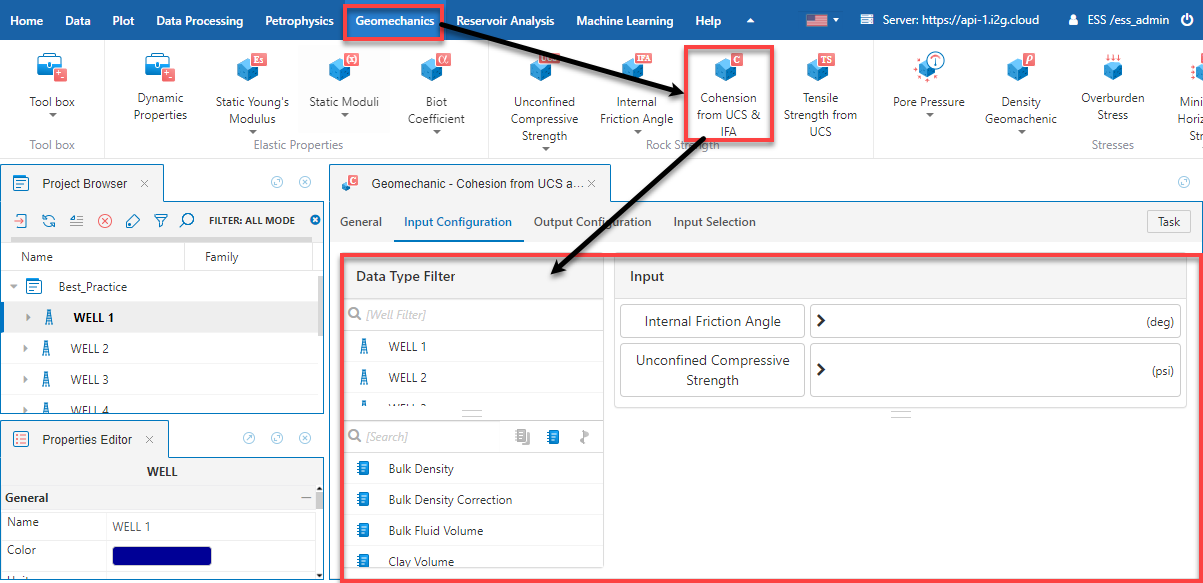 Home Data Plot Data Processing Petrophysics Geomechanics Reservoir Analysis Machine Learning Help Server: https://api-1.i2g.cloud ESS /ess_admin
Es (x) α UCS IFA C TS ρ
Tool box
Dynamic
Properties
Static Young's
Modulus
Static Moduli
Biot
Coefficient
Unconfined
Compressive
Strength
Internal
Friction Angle
Cohension
from UCS &
IFA
Tensile
Strength from
UCS
Pore Pressure
Density
Geomachenic
Overburden
Stress
Mini
Horiz
Str
Tool box Elastic Properties Rock Strength Stresses
Project Browser
FILTER: ALL MODE
Name Family
Best_Practice
WELL 1
WELL 2
WELL 3
WELL 4
Properties Editor
WELL
General
Name WELL 1
Color
C Geomechanic - Cohesion from UCS a...
General Input Configuration Output Configuration Input Selection Task
Data Type Filter
[Well Filter]
WELL 1
WELL 2
[Search]
Bulk Density
Bulk Density Correction
Bulk Fluid Volume
Clay Volume
Input
Internal Friction Angle (deg)
Unconfined Compressive
Strength
(psi)